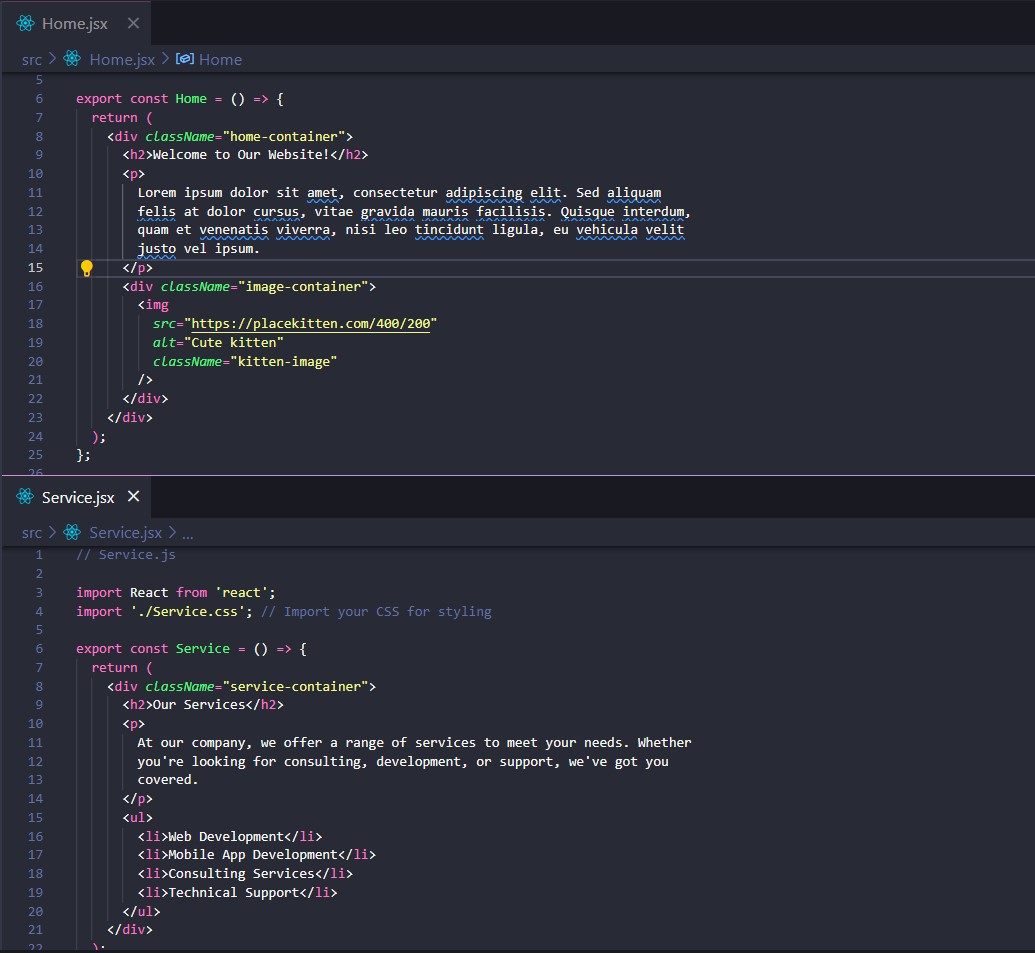 Home.jsx
src > Home.jsx > Home
5
6 export const Home = () => {
7 return (
8 <div className="home-container">
9 <h2>Welcome to Our Website!</h2>
10 <p>
11 Lorem ipsum dolor sit amet, consectetur adipiscing elit. Sed aliquam
12 felis at dolor cursus, vitae gravida mauris facilisis. Quisque interdum,
13 quam et venenatis viverra, nisi leo tincidunt ligula, eu vehicula velit
14 justo vel ipsum.
15 </p>
16 <div className="image-container">
17 <img
18 src="https://placekitten.com/400/200"
19 alt="Cute kitten"
20 className="kitten-image"
21 />
22 </div>
23 </div>
24 );
25 };
26
Service.jsx
src > Service.jsx > ...
1 // Service.js
2
3 import React from 'react';
4 import './Service.css'; // Import your CSS for styling
5
6 export const Service = () => {
7 return (
8 <div className="service-container">
9 <h2>Our Services</h2>
10 <p>
11 At our company, we offer a range of services to meet your needs. Whether
12 you're looking for consulting, development, or support, we've got you
13 covered.
14 </p>
15 <ul>
16 <li>Web Development</li>
17 <li>Mobile App Development</li>
18 <li>Consulting Services</li>
19 <li>Technical Support</li>
20 </ul>
21 </div>
22 );